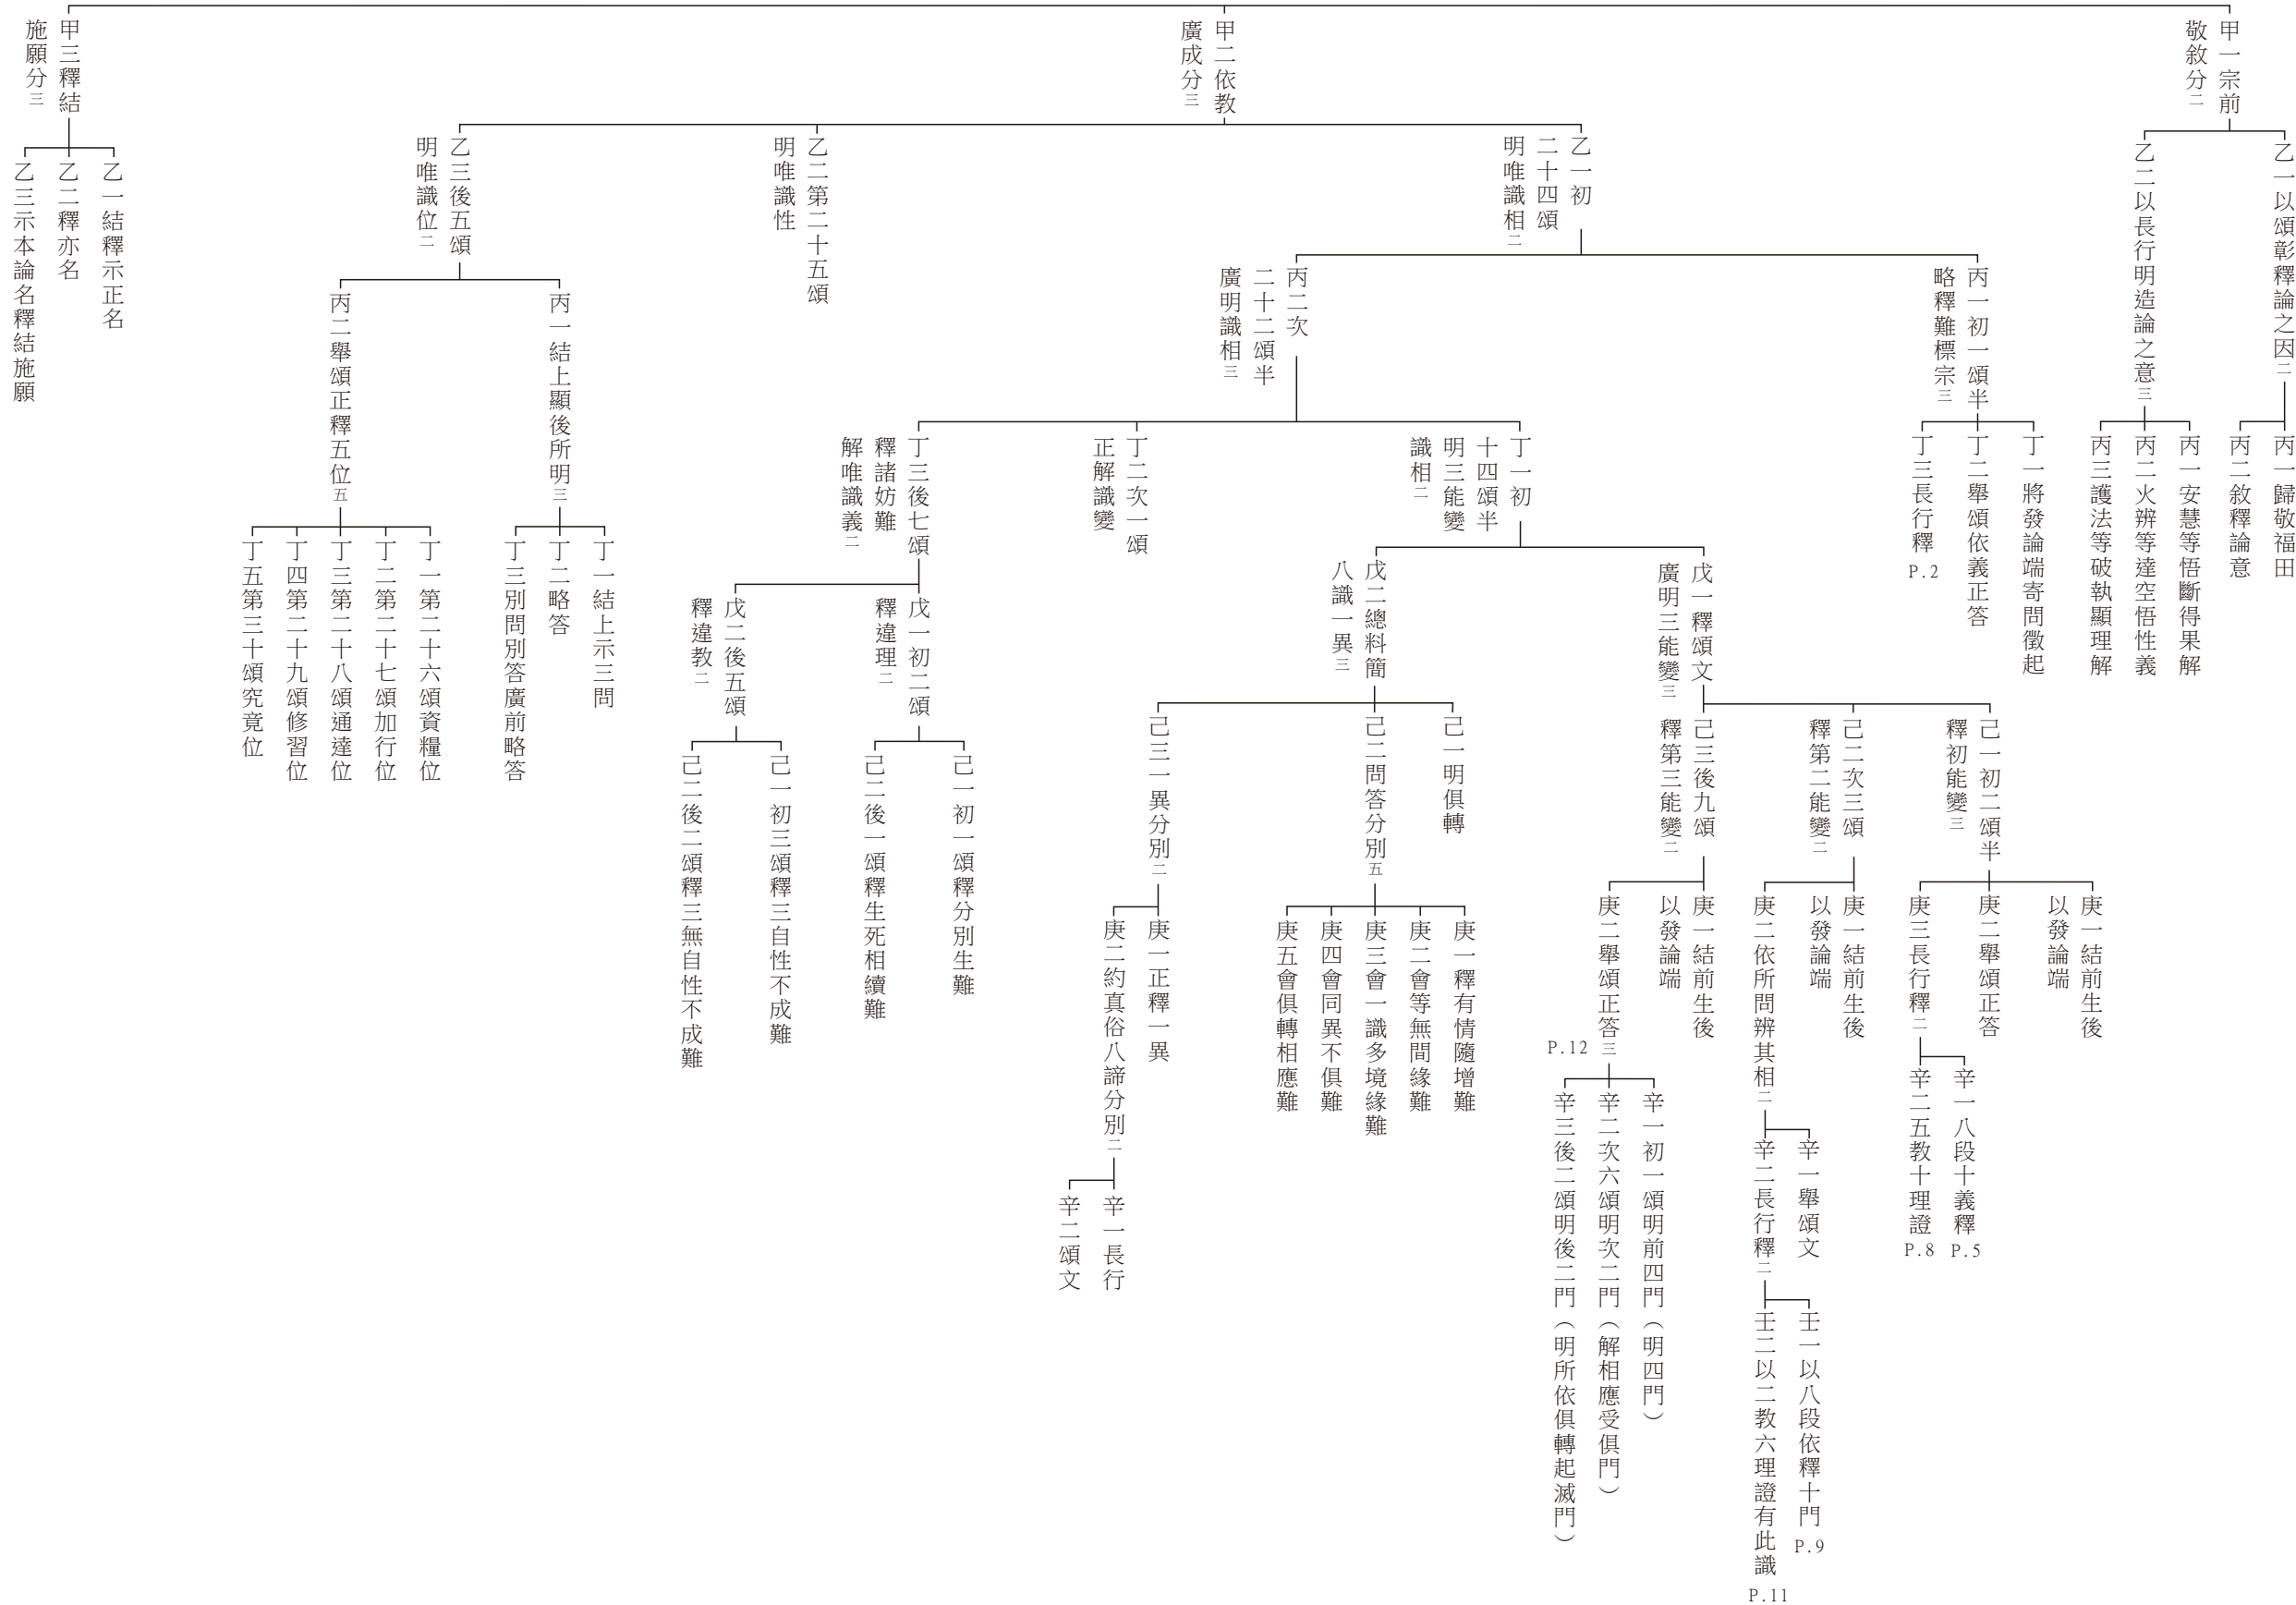 甲一宗前
敬敘分二
乙一以頌彰釋論之因二
丙一歸敬福田
丙二敘釋論意
乙二以長行明造論之意三
丙一安慧等悟斷得果解
丙二火辨等達空悟性義
丙三護法等破執顯理解
甲二依教
廣成分三
乙一初
二十四頌
明唯識相二
丙一初一頌半
略釋難標宗三
丁一將發論端寄問徵起
丁二舉頌依義正答
丁三長行釋
P.2
丙二次
二十二頌半
廣明識相三
丁一初
十四頌半
明三能變
識相二
戊一釋頌文
廣明三能變三
己一初二頌半
釋初能變三
庚一結前生後
以發論端
庚二舉頌正答
庚三長行釋二
辛一八段十義釋
P.5
辛二五教十理證
P.8
己二次三頌
釋第二能變二
庚一結前生後
以發論端
庚二依所問辨其相二
辛一舉頌文
辛二長行釋二
壬一以八段依釋十門
P.9
壬二以二教六理證有此識
P.11
己三後九頌
釋第三能變二
庚一結前生後
以發論端
庚二舉頌正答三
P.12
辛一初一頌明前四門（明四門）
辛二次六頌明次二門（解相應受俱門）
辛三後二頌明後二門（明所依俱轉起滅門）
戊二總料簡
八識一異三
己一明俱轉
己二問答分別五
庚一釋有情隨增難
庚二會等無間緣難
庚三會一識多境緣難
庚四會同異不俱難
庚五會俱轉相應難
己三一異分別二
庚一正釋一異
庚二約真俗八諦分別二
辛一長行
辛二頌文
丁二次一頌
正解識變
丁三後七頌
釋諸妨難
解唯識義二
戊一初二頌
釋違理二
己一初一頌釋分別生難
己二後一頌釋生死相續難
戊二後五頌
釋違教二
己一初三頌釋三自性不成難
己二後二頌釋三無自性不成難
乙二第二十五頌
明唯識性
乙三後五頌
明唯識位二
丙一結上顯後所明三
丁一結上示三問
丁二略答
丁三別問別答廣前略答
丙二舉頌正釋五位五
丁一第二十六頌資糧位
丁二第二十七頌加行位
丁三第二十八頌通達位
丁四第二十九頌修習位
丁五第三十頌究竟位
甲三釋結
施願分三
乙一結釋示正名
乙二釋亦名
乙三示本論名釋結施願